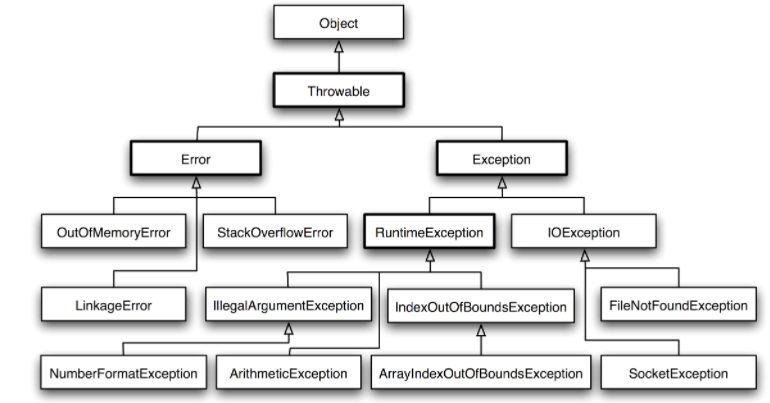 Object
Throwable
Error
Exception
OutOfMemoryError
StackOverflowError
RuntimeException
IOException
LinkageError
IllegalArgumentException
IndexOutOfBoundsException
FileNotFoundException
NumberFormatException
ArithmeticException
ArrayIndexOutOfBoundsException
SocketException